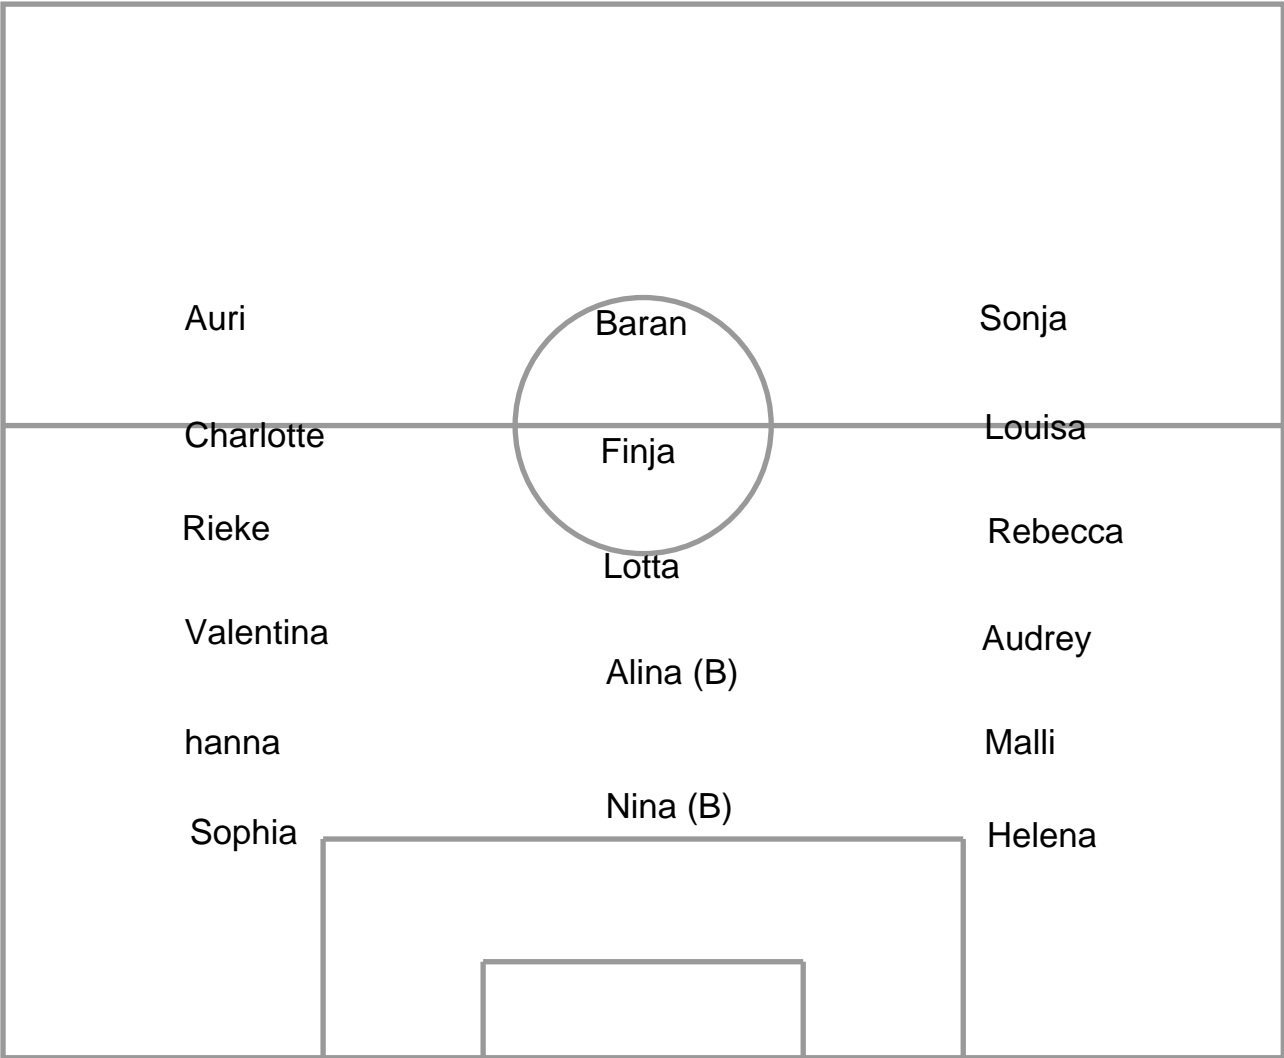 Auri
Baran
Sonja
Charlotte
Louisa
Finja
Rieke
Rebecca
Lotta
Valentina
Audrey
Alina (B)
hanna
Malli
Nina (B)
Sophia
Helena